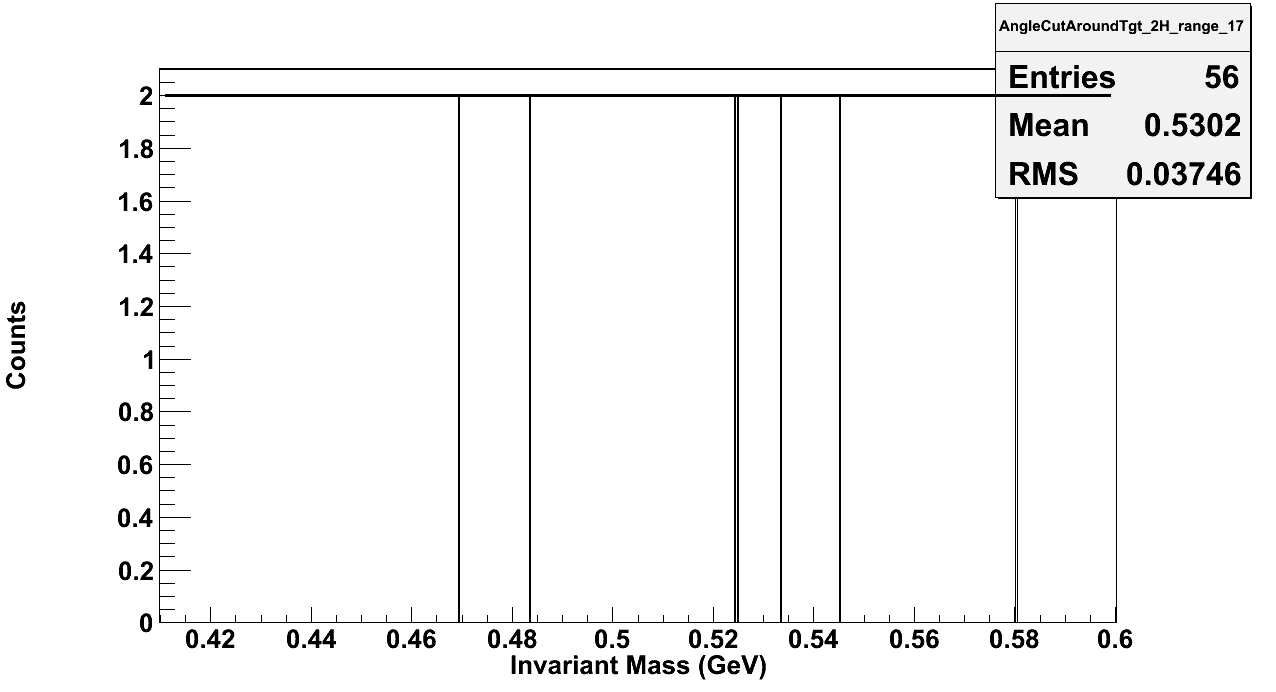 AngleCutAroundTgt_2H_range_17
Entries 56
Mean 0.5302
RMS 0.03746
2
1.8
1.6
1.4
1.2
1
0.8
0.6
0.4
0.2
0
Counts
0.42 0.44 0.46 0.48 0.5 0.52 0.54 0.56 0.58 0.6
Invariant Mass (GeV)